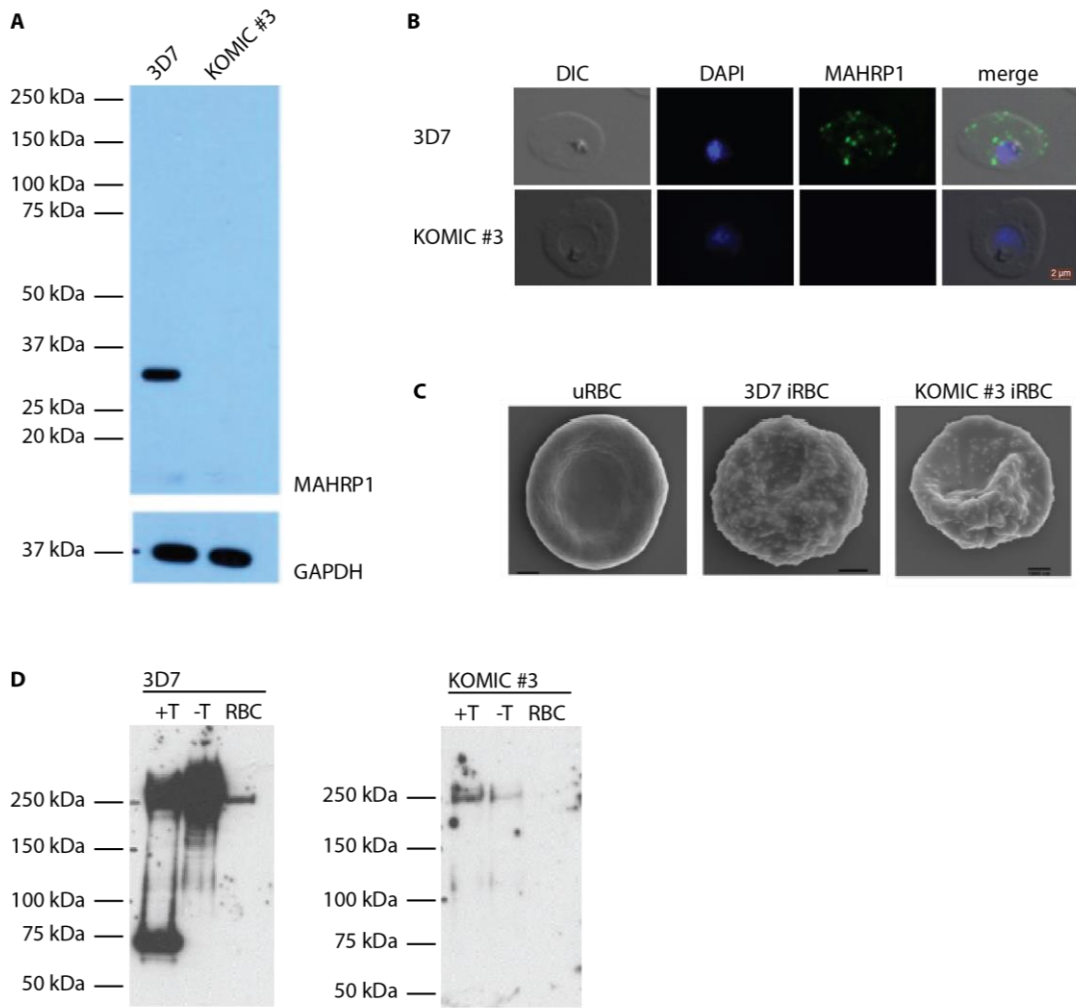 A
3D7
KOMIC #3
250 kDa
150 kDa
100 kDa
75 kDa
50 kDa
37 kDa
25 kDa
20 kDa
MAHRP1
37 kDa
GAPDH
B
DIC DAPI MAHRP1 merge
3D7
KOMIC #3
2 µm
C
uRBC 3D7 iRBC KOMIC #3 iRBC
D
3D7
+T -T RBC
250 kDa
150 kDa
100 kDa
75 kDa
50 kDa
KOMIC #3
+T -T RBC
250 kDa
150 kDa
100 kDa
75 kDa
50 kDa